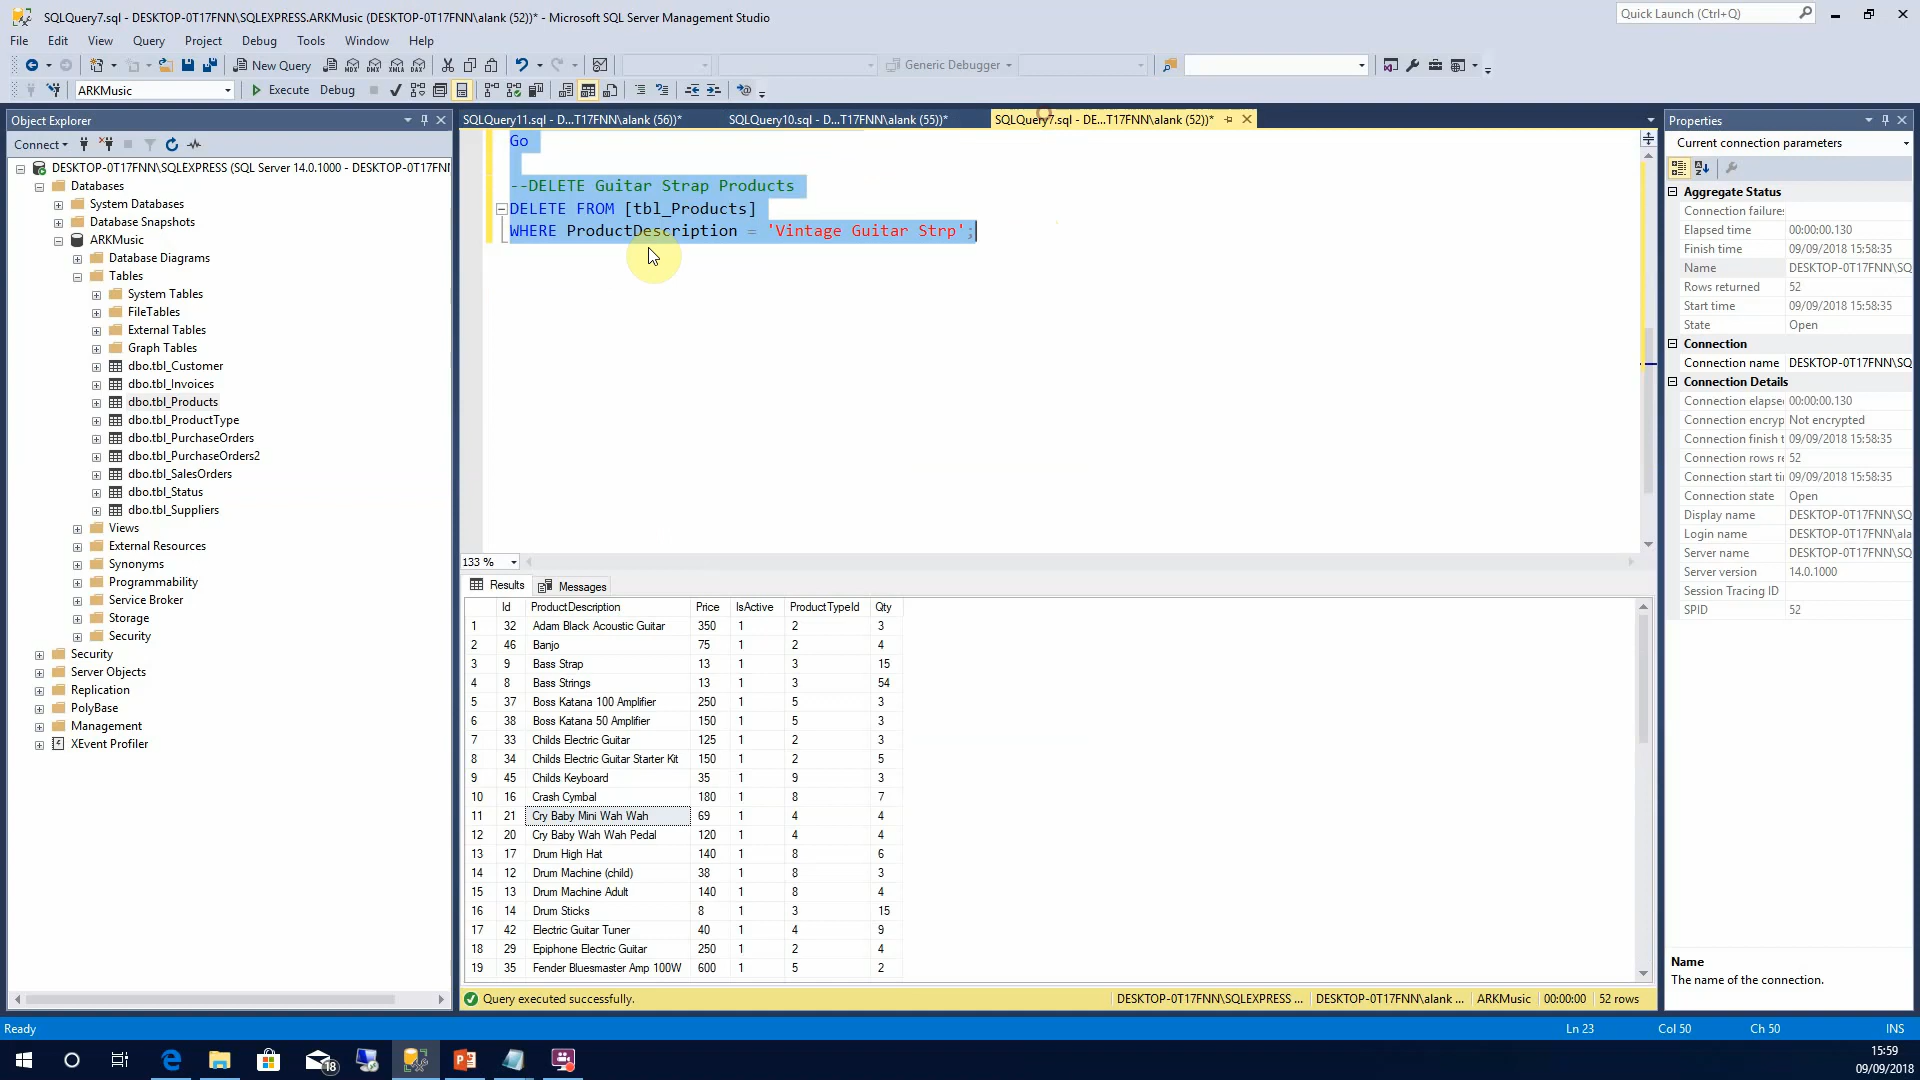 SQLQuery7.sql - DESKTOP-0T17FNN\SQLEXPRESS.ARKMusic (DESKTOP-0T17FNN\alank (52))* - Microsoft SQL Server Management Studio
Quick Launch (Ctrl+Q)
File Edit View Query Project Debug Tools Window Help
New Query
Generic Debugger
ARKMusic
Execute Debug
Object Explorer
Connect
DESKTOP-0T17FNN\SQLEXPRESS (SQL Server 14.0.1000 - DESKTOP-0T17FNI
Databases
System Databases
Database Snapshots
ARKMusic
Database Diagrams
Tables
System Tables
FileTables
External Tables
Graph Tables
dbo.tbl_Customer
dbo.tbl_Invoices
dbo.tbl_Products
dbo.tbl_ProductType
dbo.tbl_PurchaseOrders
dbo.tbl_PurchaseOrders2
dbo.tbl_SalesOrders
dbo.tbl_Status
dbo.tbl_Suppliers
Views
External Resources
Synonyms
Programmability
Service Broker
Storage
Security
Security
Server Objects
Replication
PolyBase
Management
XEvent Profiler
SQLQuery11.sql - D...T17FNN\alank (56))*
SQLQuery10.sql - D...T17FNN\alank (55))*
SQLQuery7.sql - DE...T17FNN\alank (52))*
Go
--DELETE Guitar Strap Products
DELETE FROM [tbl_Products]
WHERE ProductDescription = 'Vintage Guitar Strp';
133 %
Results Messages
Id ProductDescription Price IsActive ProductTypeId Qty
1 32 Adam Black Acoustic Guitar 350 1 2 3
2 46 Banjo 75 1 2 4
3 9 Bass Strap 13 1 3 15
4 8 Bass Strings 13 1 3 54
5 37 Boss Katana 100 Amplifier 250 1 5 3
6 38 Boss Katana 50 Amplifier 150 1 5 3
7 33 Childs Electric Guitar 125 1 2 3
8 34 Childs Electric Guitar Starter Kit 150 1 2 5
9 45 Childs Keyboard 35 1 9 3
10 16 Crash Cymbal 180 1 8 7
11 21 Cry Baby Mini Wah Wah 69 1 4 4
12 20 Cry Baby Wah Wah Pedal 120 1 4 4
13 17 Drum High Hat 140 1 8 6
14 12 Drum Machine (child) 38 1 8 3
15 13 Drum Machine Adult 140 1 8 4
16 14 Drum Sticks 8 1 3 15
17 42 Electric Guitar Tuner 40 1 4 9
18 29 Epiphone Electric Guitar 250 1 2 4
19 35 Fender Bluesmaster Amp 100W 600 1 5 2
Query executed successfully.
DESKTOP-0T17FNN\SQLEXPRESS ... DESKTOP-0T17FNN\alank ... ARKMusic 00:00:00 52 rows
Properties
Current connection parameters
Aggregate Status
Connection failures
Elapsed time 00:00:00.130
Finish time 09/09/2018 15:58:35
Name DESKTOP-0T17FNN\SQ
Rows returned 52
Start time 09/09/2018 15:58:35
State Open
Connection
Connection name DESKTOP-0T17FNN\SQ
Connection Details
Connection elapse 00:00:00.130
Connection encryp Not encrypted
Connection finish t 09/09/2018 15:58:35
Connection rows re 52
Connection start ti 09/09/2018 15:58:35
Connection state Open
Display name DESKTOP-0T17FNN\SQ
Login name DESKTOP-0T17FNN\ala
Server name DESKTOP-0T17FNN\SQ
Server version 14.0.1000
Session Tracing ID
SPID 52
Name
The name of the connection.
Ready
Ln 23 Col 50 Ch 50 INS
18
15:59
09/09/2018